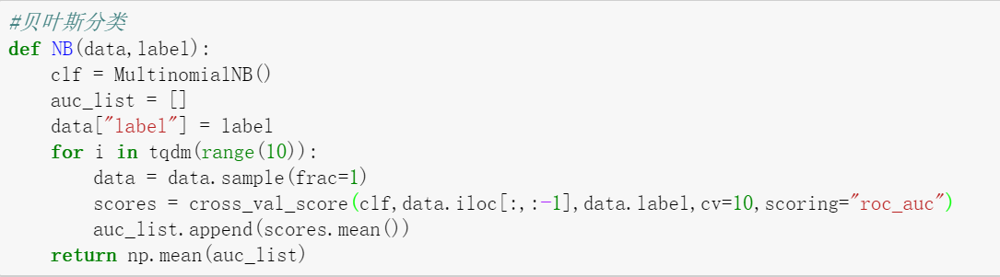 #贝叶斯分类
def NB(data,label):
    clf = MultinomialNB()
    auc_list = []
    data["label"] = label
    for i in tqdm(range(10)):
        data = data.sample(frac=1)
        scores = cross_val_score(clf,data.iloc[:,:-1],data.label,cv=10,scoring="roc_auc")
        auc_list.append(scores.mean())
    return np.mean(auc_list)